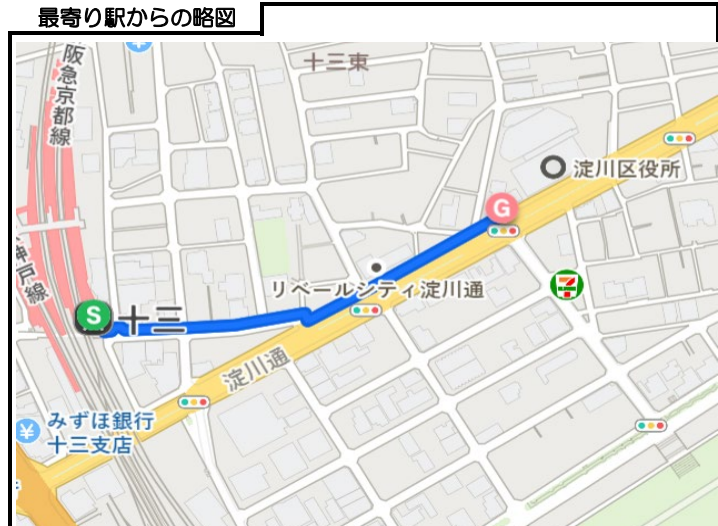 最寄り駅からの略図
阪急京都線
十三東
淀川区役所
G
神戸線
リベールシティ淀川通
7
S
十三
淀川通
¥
みずほ銀行
十三支店